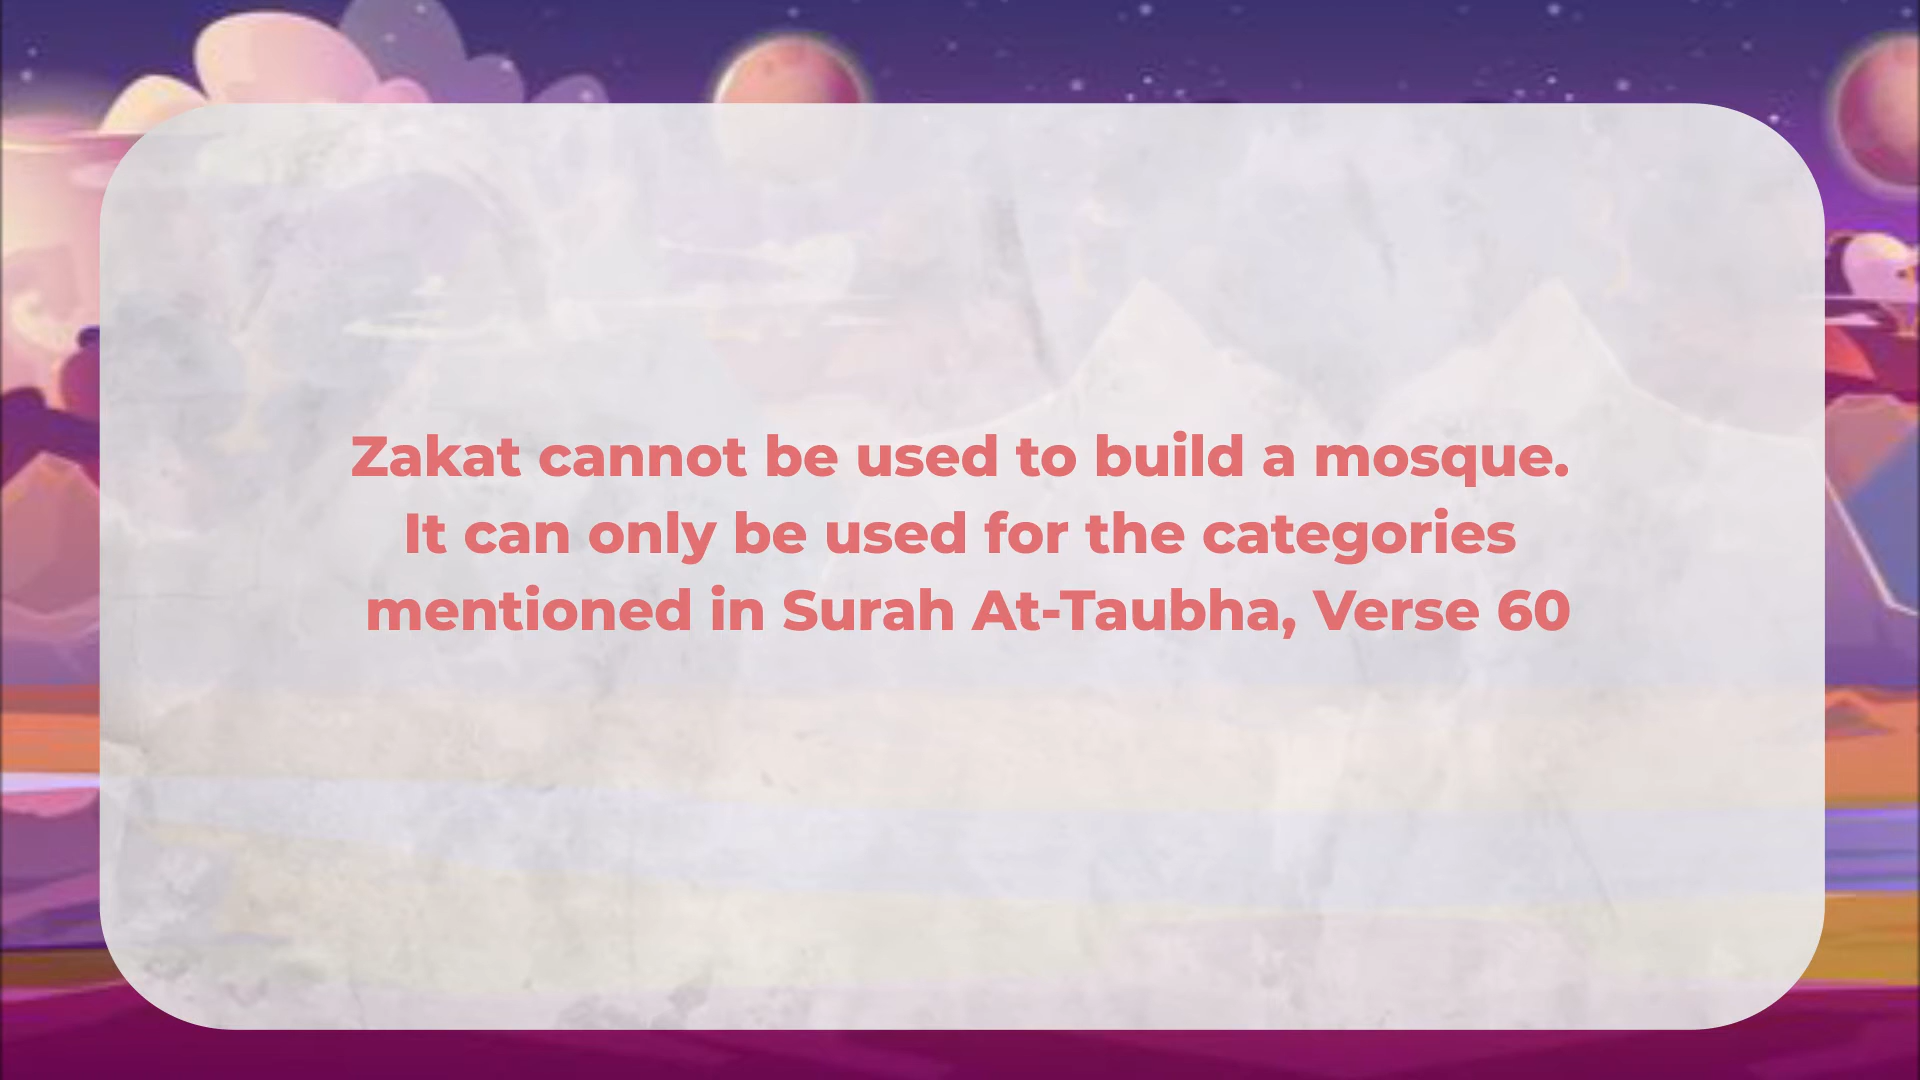 Zakat cannot be used to build a mosque.
It can only be used for the categories
mentioned in Surah At-Taubha, Verse 60